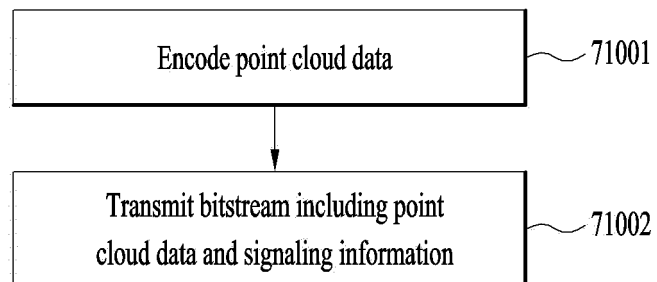 Encode point cloud data
71001
Transmit bitstream including point
cloud data and signaling information
71002